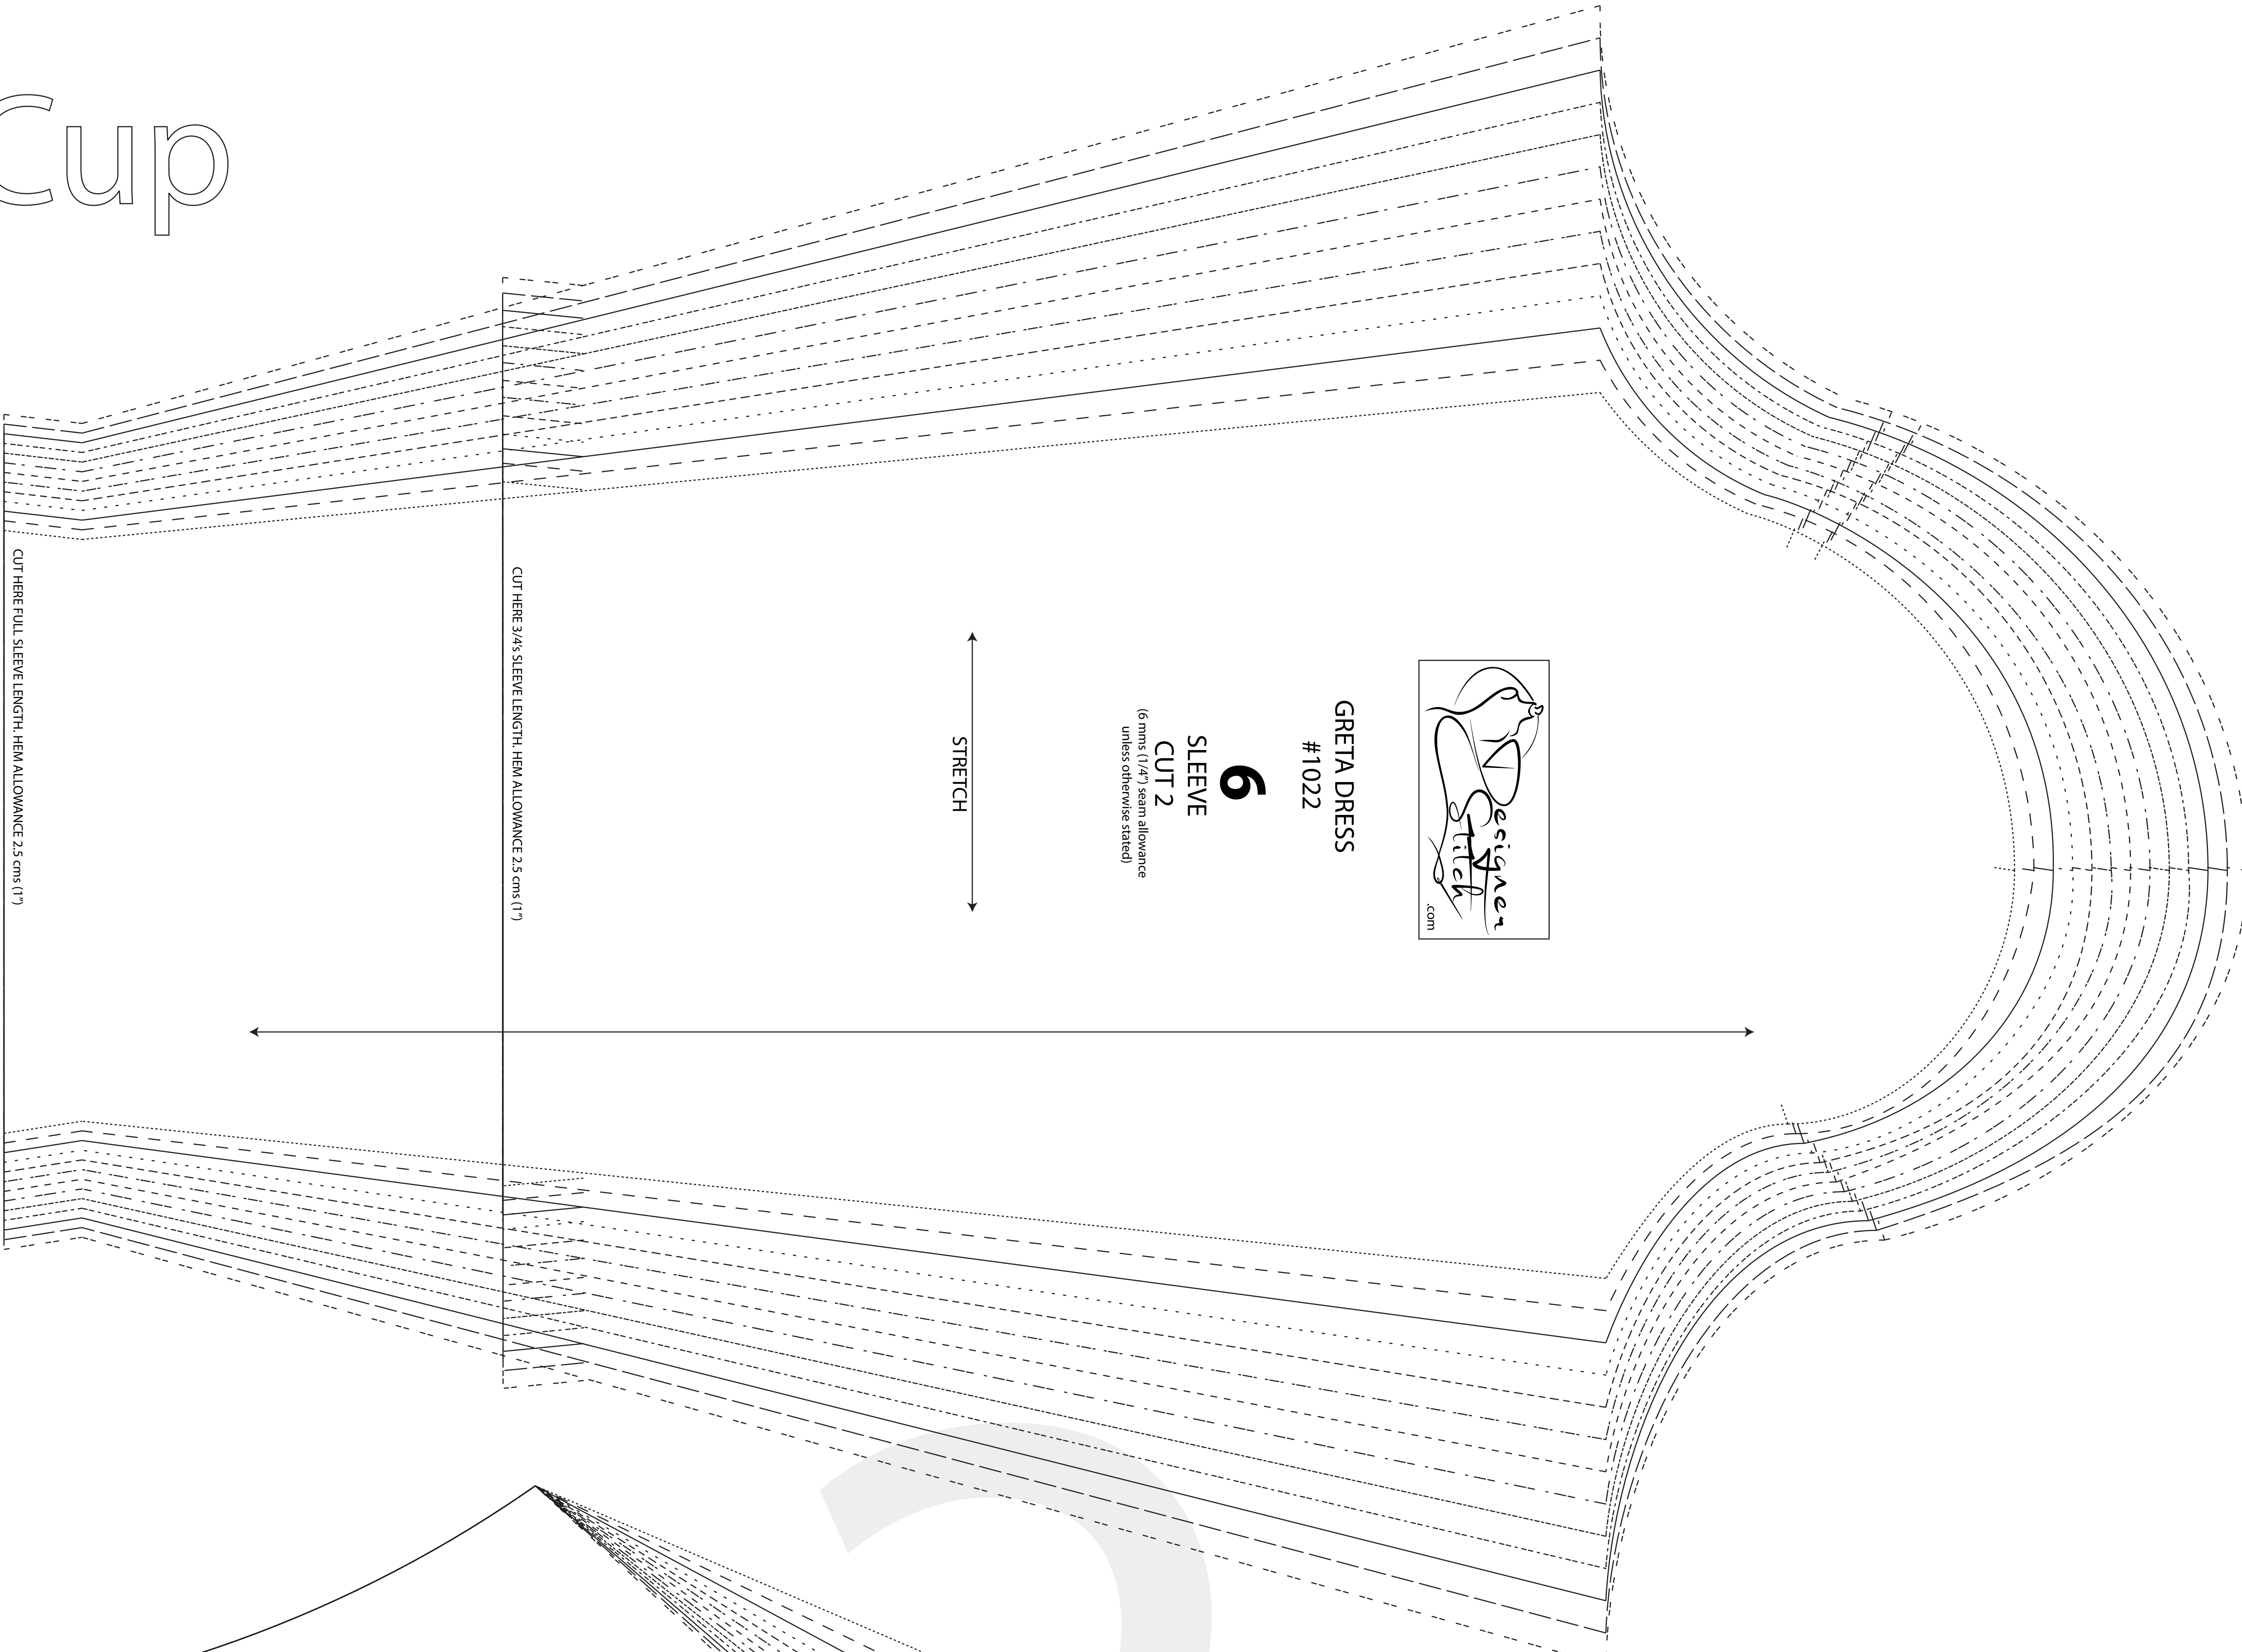 Cup
Designer
Stitch
.com
GRETA DRESS
#1022
6
SLEEVE
CUT 2
(6 mms (1/4") seam allowance
unless otherwise stated)
STRETCH
CUT HERE 3/4's SLEEVE LENGTH. HEM ALLOWANCE 2.5 cms (1")
CUT HERE FULL SLEEVE LENGTH. HEM ALLOWANCE 2.5 cms (1")